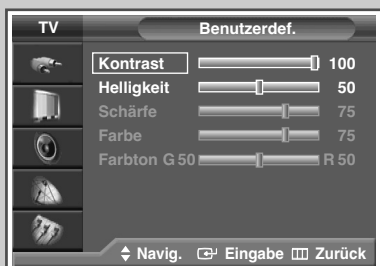 TV Benutzerdef.
Kontrast 100
Helligkeit 50
Schärfe 75
Farbe 75
Farbton G 50 R 50
Navig. Eingabe Zurück